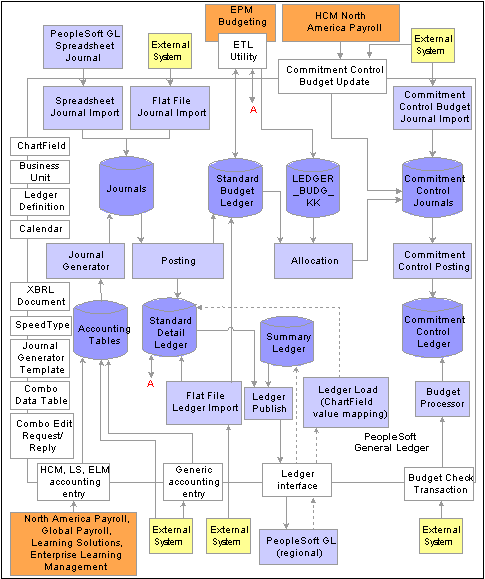 PeopleSoft GL
Spreadsheet
Journal
External
System
EPM
Budgeting
ETL
Utility
HCM North
America Payroll
External
System
Commitment Control
Budget Update
Spreadsheet
Journal Import
Flat File
Journal Import
A
Commitment
Control Budget
Journal Import
ChartField
Business
Unit
Ledger
Definition
Calendar
Journals
Standard
Budget
Ledger
LEDGER
_BUDG_
KK
Commitment
Control
Journals
Journal
Generator
Posting
Allocation
Commitment
Control Posting
XBRL
Document
SpeedType
Journal
Generator
Template
Combo
Data Table
Combo Edit
Request/
Reply
Accounting
Tables
Standard
Detail
Ledger
Summary
Ledger
Commitment
Control
Ledger
A
Flat File
Ledger Import
Ledger
Publish
Ledger Load
(ChartField
value mapping)
Budget
Processor
PeopleSoft
General Ledger
HCM, LS, ELM
accounting
entry
Generic
accounting
entry
Ledger
interface
Budget Check
Transaction
North America Payroll,
Global Payroll,
Learning Solutions,
Enterprise Learning
Management
External
System
External
System
PeopleSoft GL
(regional)
External
System